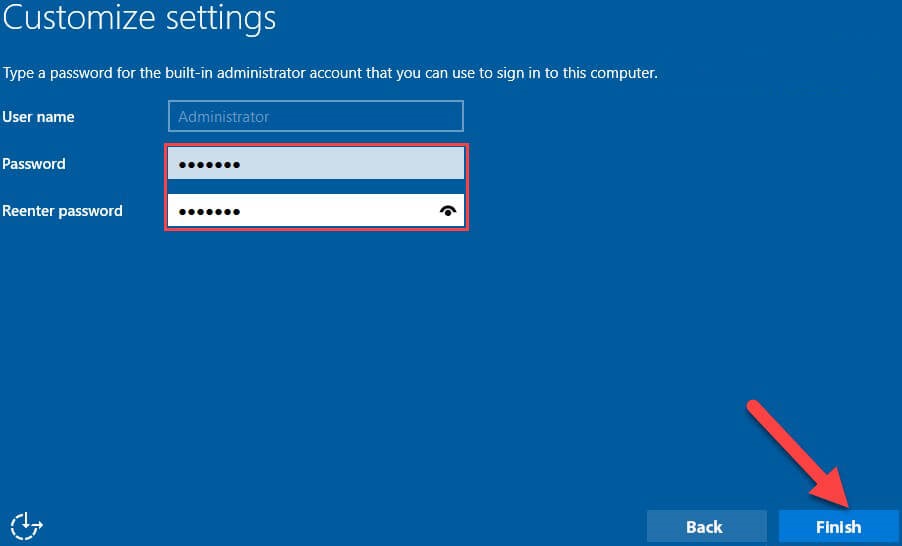 Customize settings
Type a password for the built-in administrator account that you can use to sign in to this computer.
User name
Administrator
Password
•••••••
Reenter password
•••••••
Back
Finish